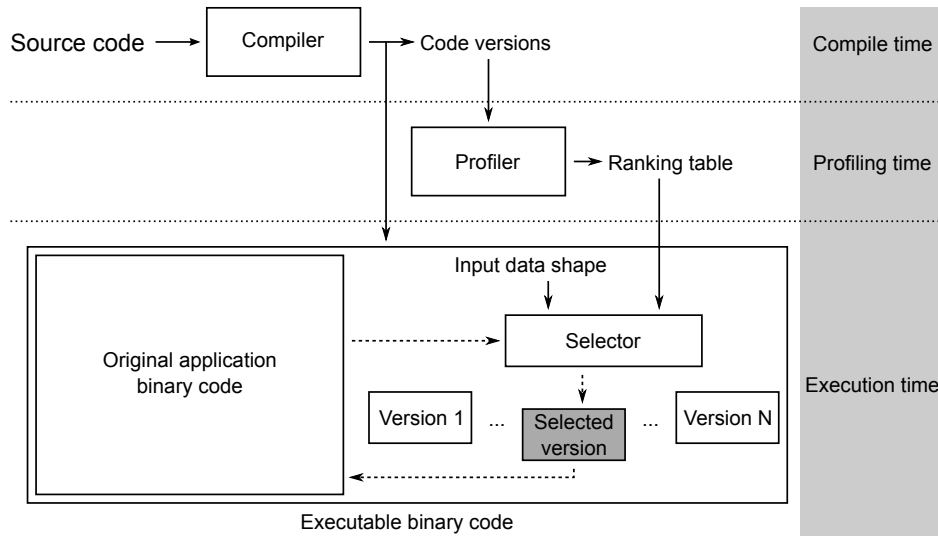 Source code
Compiler
Code versions
Compile time
Profiler
Ranking table
Profiling time
Input data shape
Selector
Original application
binary code
Execution time
Version 1
...
Selected
version
...
Version N
Executable binary code